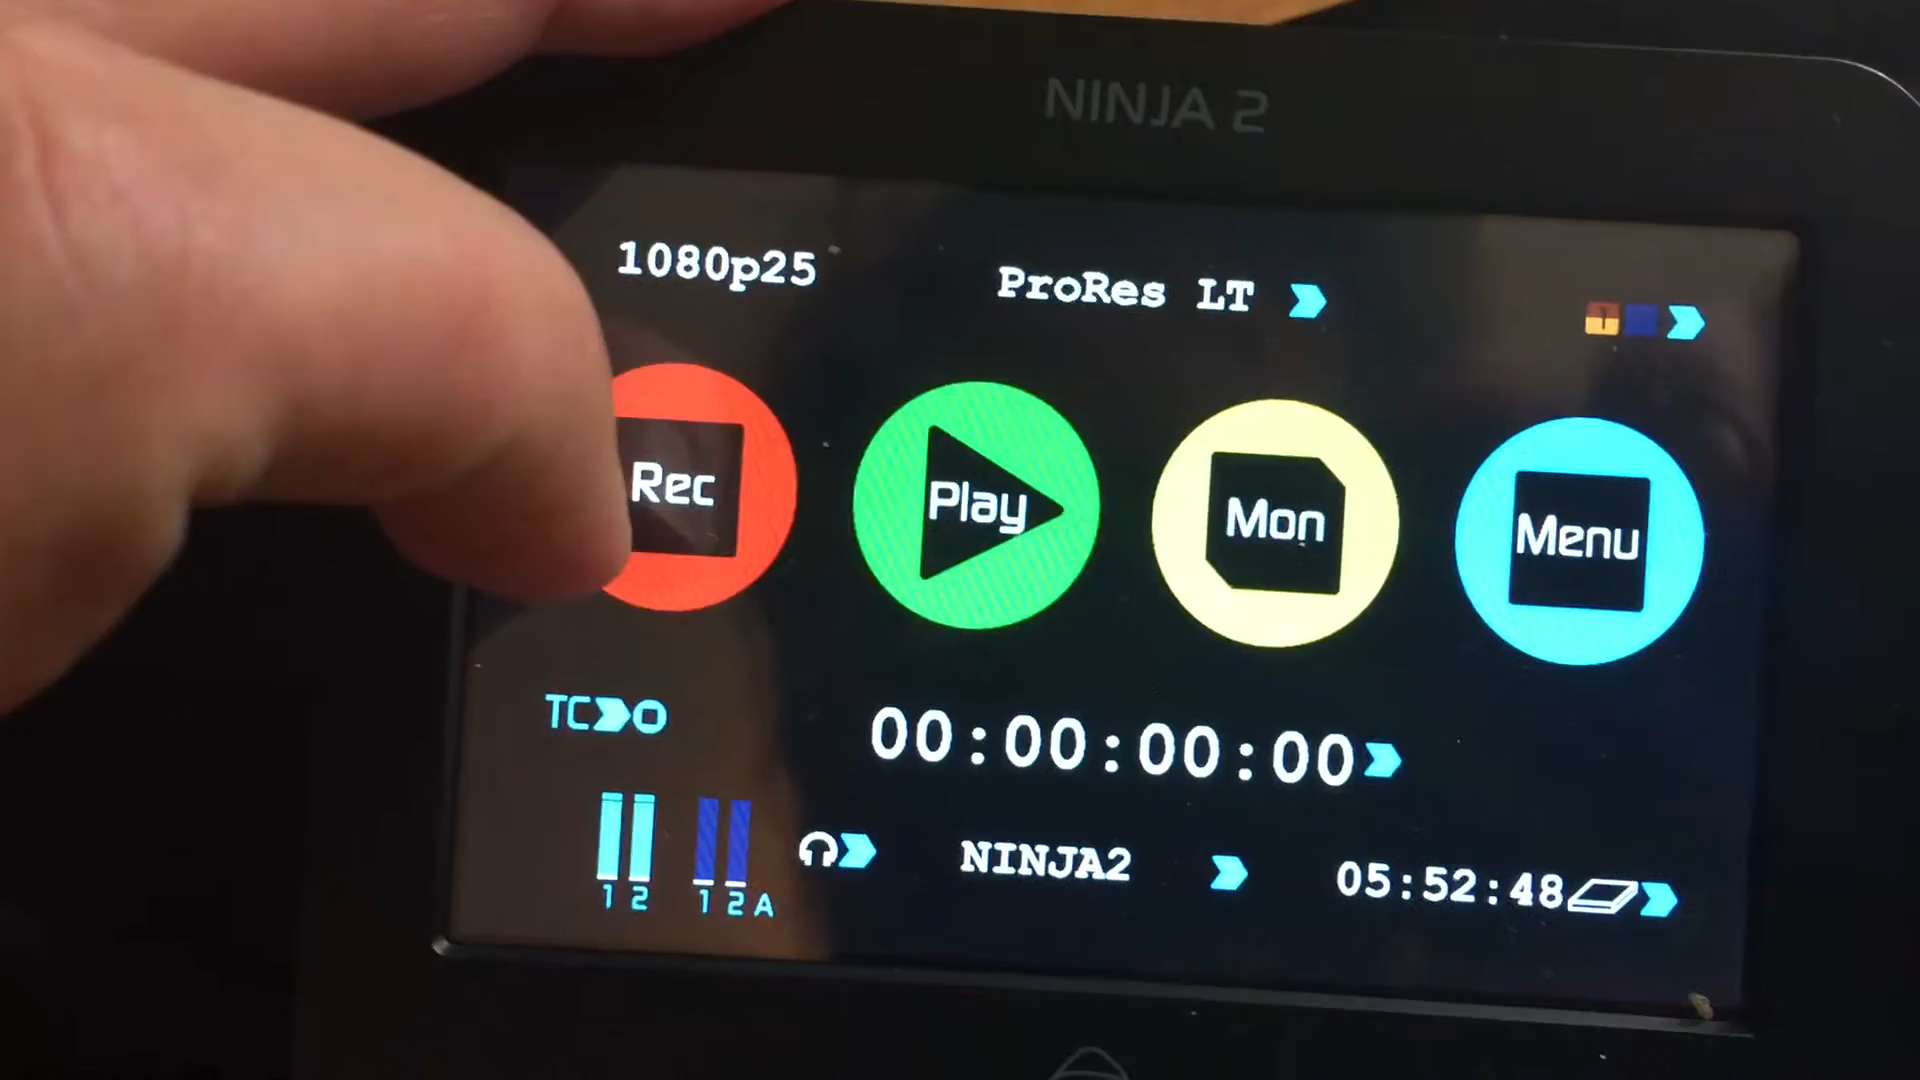 NINJA 2
1080p25
ProRes LT
1
Rec
Play
Mon
Menu
TC
00:00:00:00
1 2
1 2 A
NINJA2
05:52:48